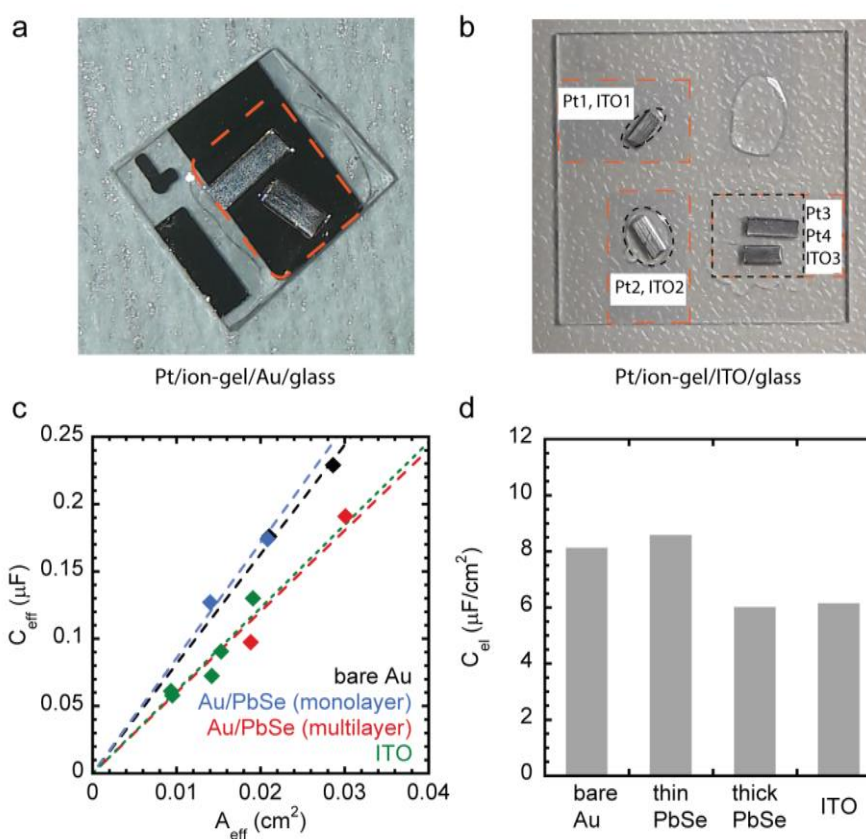 a
b
Pt1, ITO1
Pt2, ITO2
Pt3
Pt4
ITO3
Pt/ion-gel/Au/glass
Pt/ion-gel/ITO/glass
c
d
0.25
0.2
0.15
0.1
0.05
0
C_eff (μF)
bare Au
Au/PbSe (monolayer)
Au/PbSe (multilayer)
ITO
0 0.01 0.02 0.03 0.04
A_eff (cm²)
12
10
8
6
4
2
0
C_el (μF/cm²)
bare Au
thin PbSe
thick PbSe
ITO